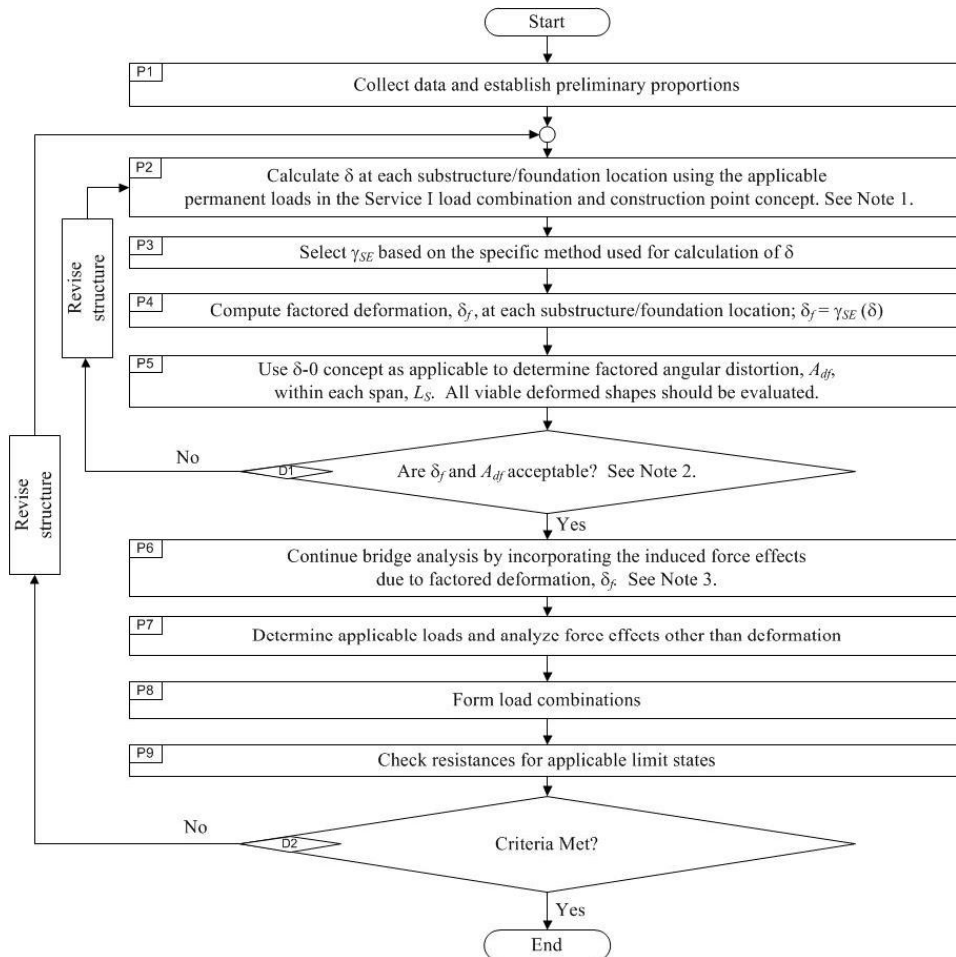 Start
P1
Collect data and establish preliminary proportions
P2
Calculate δ at each substructure/foundation location using the applicable
permanent loads in the Service I load combination and construction point concept. See Note 1.
P3
Select γSE based on the specific method used for calculation of δ
P4
Compute factored deformation, δf, at each substructure/foundation location; δf = γSE (δ)
Revise
structure
P5
Use δ-0 concept as applicable to determine factored angular distortion, Adf,
within each span, LS. All viable deformed shapes should be evaluated.
No
D1
Are δf and Adf acceptable? See Note 2.
Yes
Revise
structure
P6
Continue bridge analysis by incorporating the induced force effects
due to factored deformation, δf. See Note 3.
P7
Determine applicable loads and analyze force effects other than deformation
P8
Form load combinations
P9
Check resistances for applicable limit states
No
D2
Criteria Met?
Yes
End